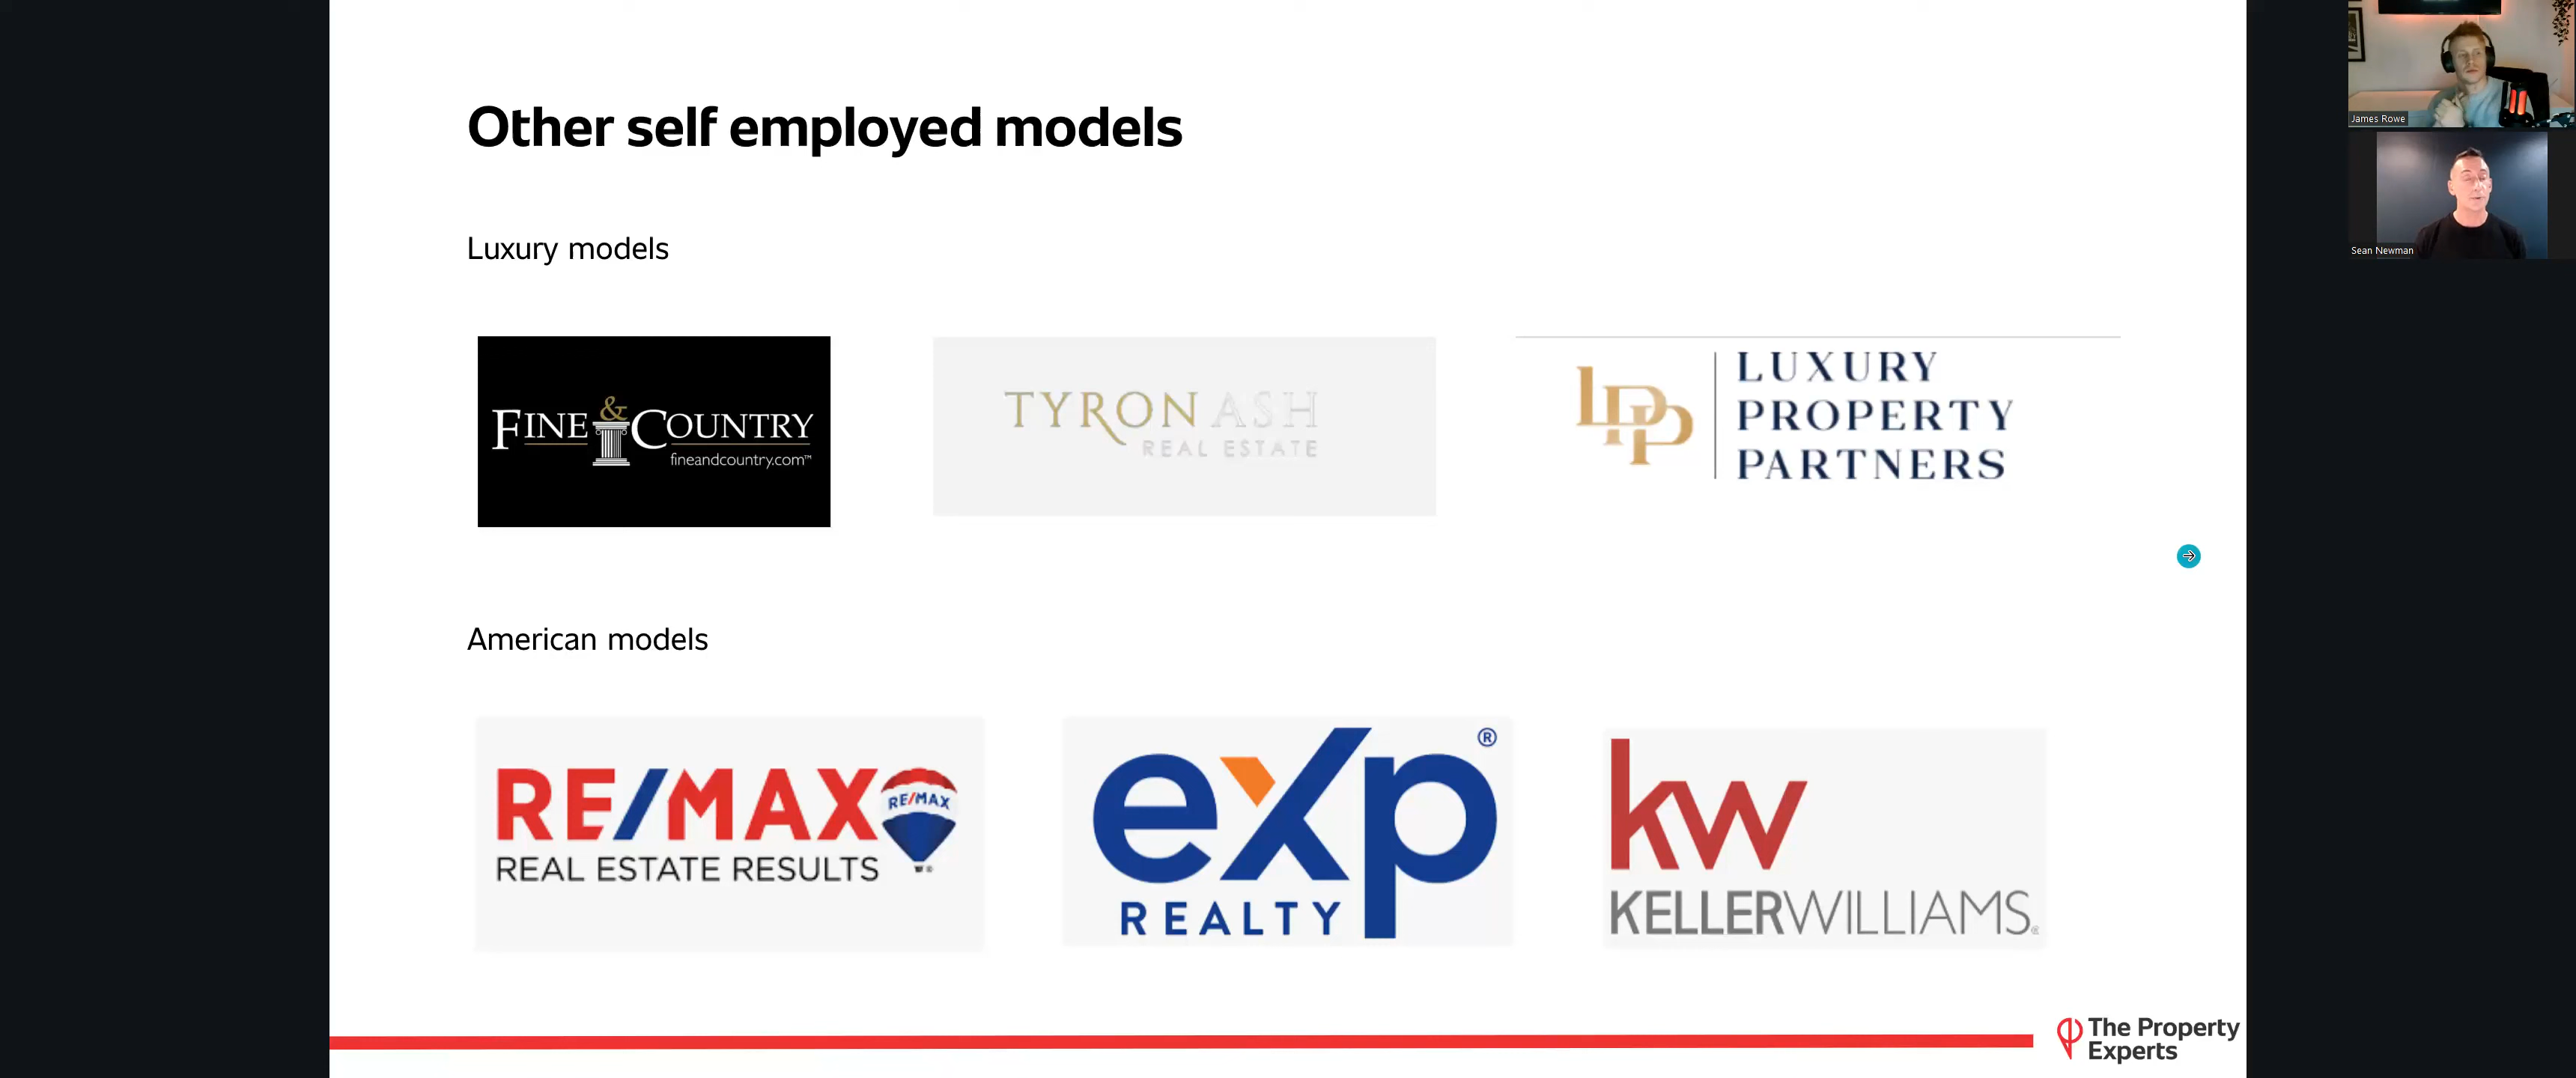 Other self employed models
Luxury models
FINE & COUNTRY
fineandcountry.com™
TYRON ASH
REAL ESTATE
LPP
LUXURY
PROPERTY
PARTNERS
American models
RE/MAX
RE/MAX
REAL ESTATE RESULTS
exp®
REALTY
kw
KELLERWILLIAMS
The Property
Experts
James Rowe
Sean Newman